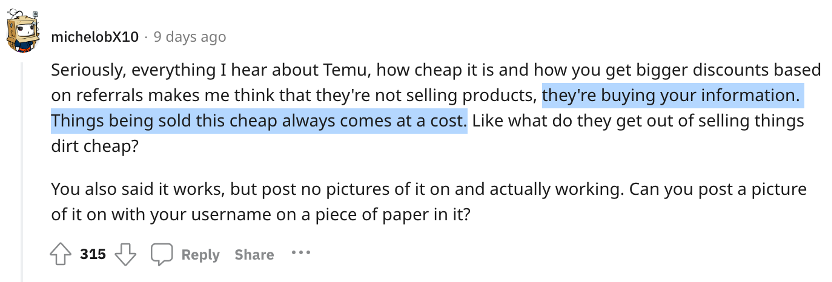 michelobX10 · 9 days ago
Seriously, everything I hear about Temu, how cheap it is and how you get bigger discounts based
on referrals makes me think that they're not selling products, they're buying your information.
Things being sold this cheap always comes at a cost. Like what do they get out of selling things
dirt cheap?
You also said it works, but post no pictures of it on and actually working. Can you post a picture
of it on with your username on a piece of paper in it?
315 Reply Share ···